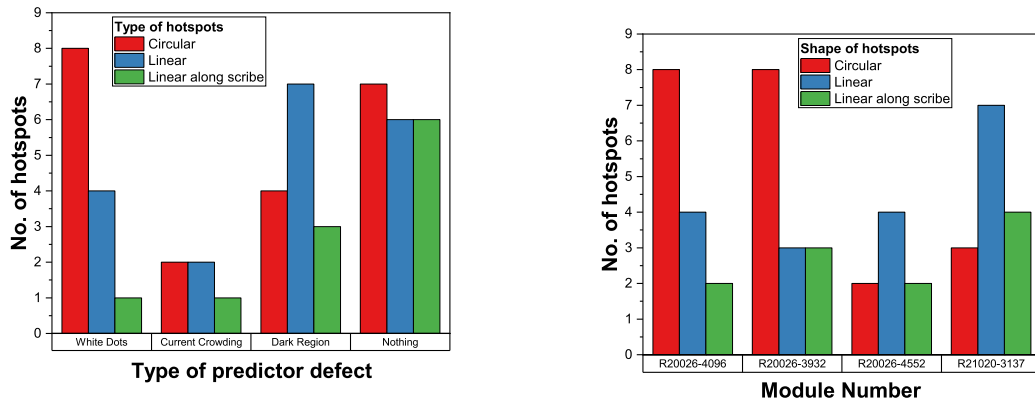 9
8
7
6
5
4
3
2
1
0
No. of hotspots
Type of hotspots
Circular
Linear
Linear along scribe
White Dots
Current Crowding
Dark Region
Nothing
Type of predictor defect
9
8
7
6
5
4
3
2
1
0
No. of hotspots
Shape of hotspots
Circular
Linear
Linear along scribe
R20026-4096
R20026-3932
R20026-4552
R21020-3137
Module Number